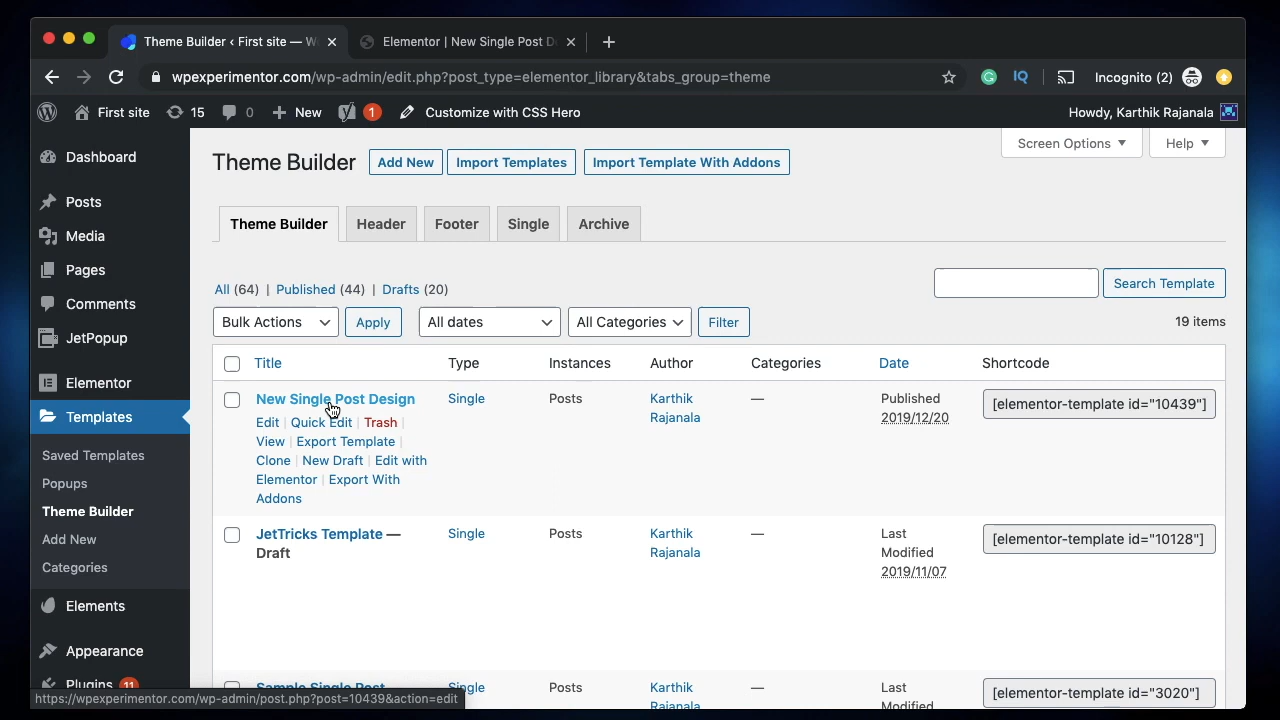 Theme Builder ‹ First site — W
Elementor | New Single Post D
wpexperimentor.com/wp-admin/edit.php?post_type=elementor_library&tabs_group=theme
IQ
Incognito (2)
First site
15
0
New
1
Customize with CSS Hero
Howdy, Karthik Rajanala
Dashboard
Posts
Media
Pages
Comments
JetPopup
Elementor
Templates
Saved Templates
Popups
Theme Builder
Add New
Categories
Elements
Appearance
Plugins 11
Screen Options
Help
Theme Builder
Add New
Import Templates
Import Template With Addons
Theme Builder
Header
Footer
Single
Archive
All (64) | Published (44) | Drafts (20)
Search Template
Bulk Actions
Apply
All dates
All Categories
Filter
19 items
Title
Type
Instances
Author
Categories
Date
Shortcode
New Single Post Design
Edit | Quick Edit | Trash |
View | Export Template |
Clone | New Draft | Edit with
Elementor | Export With
Addons
Single
Posts
Karthik
Rajanala
—
Published
2019/12/20
[elementor-template id="10439"]
JetTricks Template —
Draft
Single
Posts
Karthik
Rajanala
—
Last
Modified
2019/11/07
[elementor-template id="10128"]
Sample Single Post
Single
Posts
Karthik
Rajanala
—
Last
Modified
[elementor-template id="3020"]
https://wpexperimentor.com/wp-admin/post.php?post=10439&action=edit